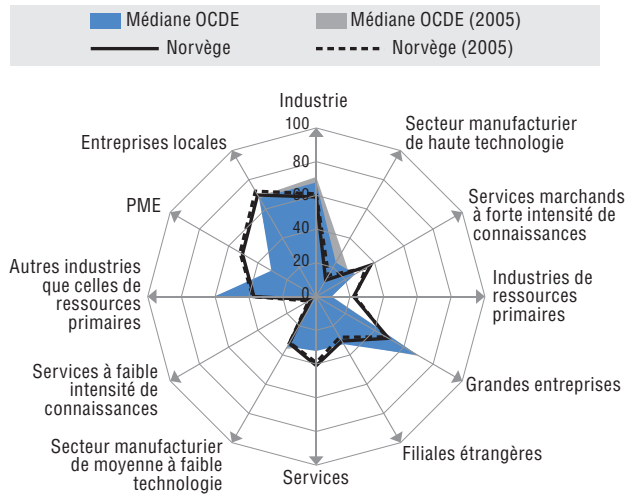 Médiane OCDE
Médiane OCDE (2005)
Norvège
Norvège (2005)
Industrie
100
80
60
40
20
0
Secteur manufacturier
de haute technologie
Services marchands
à forte intensité de
connaissances
Industries de
ressources
primaires
Grandes entreprises
Filiales étrangères
Services
Secteur manufacturier
de moyenne à faible
technologie
Services à faible
intensité de
connaissances
Autres industries
que celles de
ressources
primaires
PME
Entreprises locales